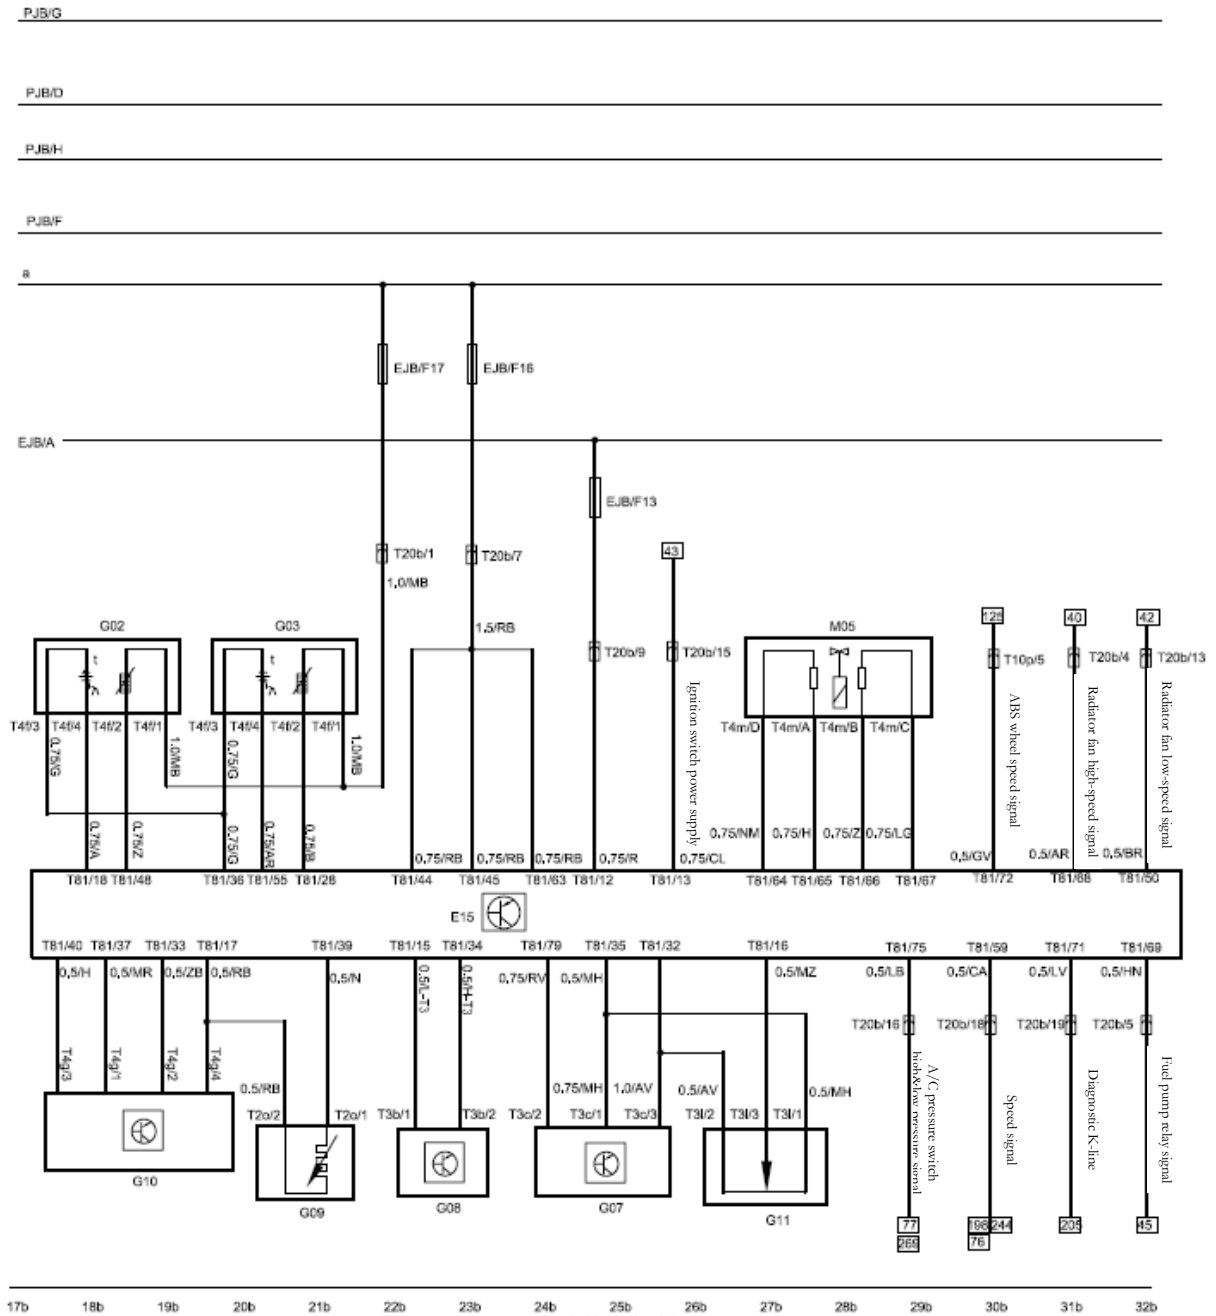 PJB/G
PJB/D
PJB/H
PJB/F
a
EJB/F17
EJB/F16
EJB/A
EJB/F13
T20b/1
T20b/7
43
1.0/MB
1.5/RB
G02
G03
T20b/9
T20b/15
M05
125
40
42
T10p/5
T20b/4
T20b/13
T4f/3 T4f/4 T4f/2 T4f/1
T4f/3 T4f/4 T4f/2 T4f/1
T4m/D T4m/A T4m/B T4m/C
0.75/G
1.0/MB
0.75/G
1.0/MB
Ignition switch power supply
ABS wheel speed signal
Radiator fan high-speed signal
Radiator fan low-speed signal
0.75/A
0.75/Z
0.75/G
0.75/AR
0.75/B
0.75/RB 0.75/RB 0.75/RB 0.75/R 0.75/CL
0.75/NM 0.75/H 0.75/Z 0.75/LG
0.5/GV 0.5/AR 0.5/BR
T81/18 T81/48 T81/36 T81/55 T81/28 T81/44 T81/45 T81/63 T81/12 T81/13 T81/64 T81/65 T81/66 T81/67 T81/72 T81/68 T81/50
E15
T81/40 T81/37 T81/33 T81/17 T81/39 T81/15 T81/34 T81/79 T81/35 T81/32 T81/16 T81/75 T81/59 T81/71 T81/69
0.5/H 0.5/MR 0.5/ZB 0.5/RB 0.5/N
0.5/L-T3
0.5/H-T3
0.75/RV 0.5/MH 0.5/MZ 0.5/LB 0.5/CA 0.5/LV 0.5/HN
T20b/16 T20b/18 T20b/19 T20b/5
T4g/3
T4g/1
T4g/2
T4g/4
0.5/RB
0.75/MH 1.0/AV 0.5/AV 0.5/MH
T2o/2 T2o/1 T3b/1 T3b/2 T3c/2 T3c/1 T3c/3 T3l/2 T3l/3 T3l/1
A/C pressure switch
high&low pressure signal
Speed signal
Diagnostic K-line
Fuel pump relay signal
G10
G09
G08
G07
G11
77
269
198 244
76
205
45
17b 18b 19b 20b 21b 22b 23b 24b 25b 26b 27b 28b 29b 30b 31b 32b